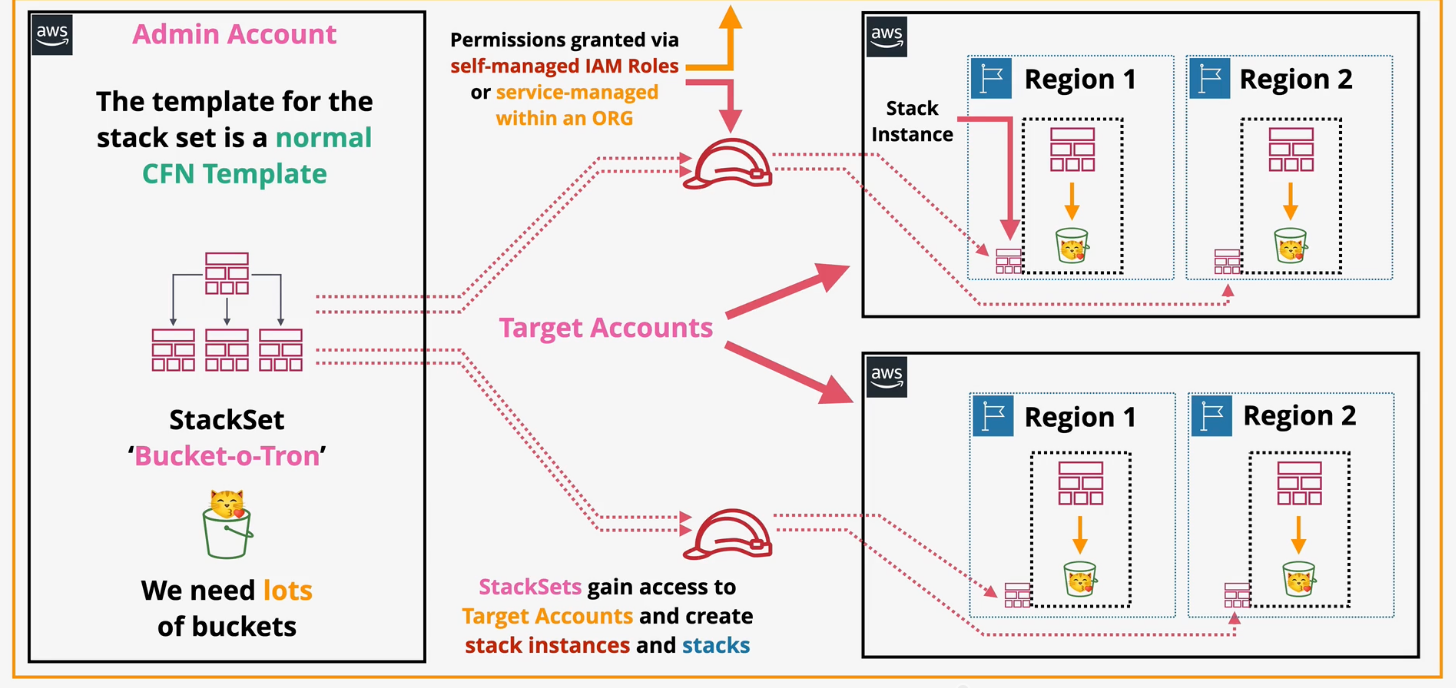 aws
Admin Account
The template for the
stack set is a normal
CFN Template
StackSet
‘Bucket-o-Tron’
We need lots
of buckets
Permissions granted via
self-managed IAM Roles
or service-managed
within an ORG
Target Accounts
StackSets gain access to
Target Accounts and create
stack instances and stacks
aws
Stack
Instance
Region 1
Region 2
aws
Region 1
Region 2